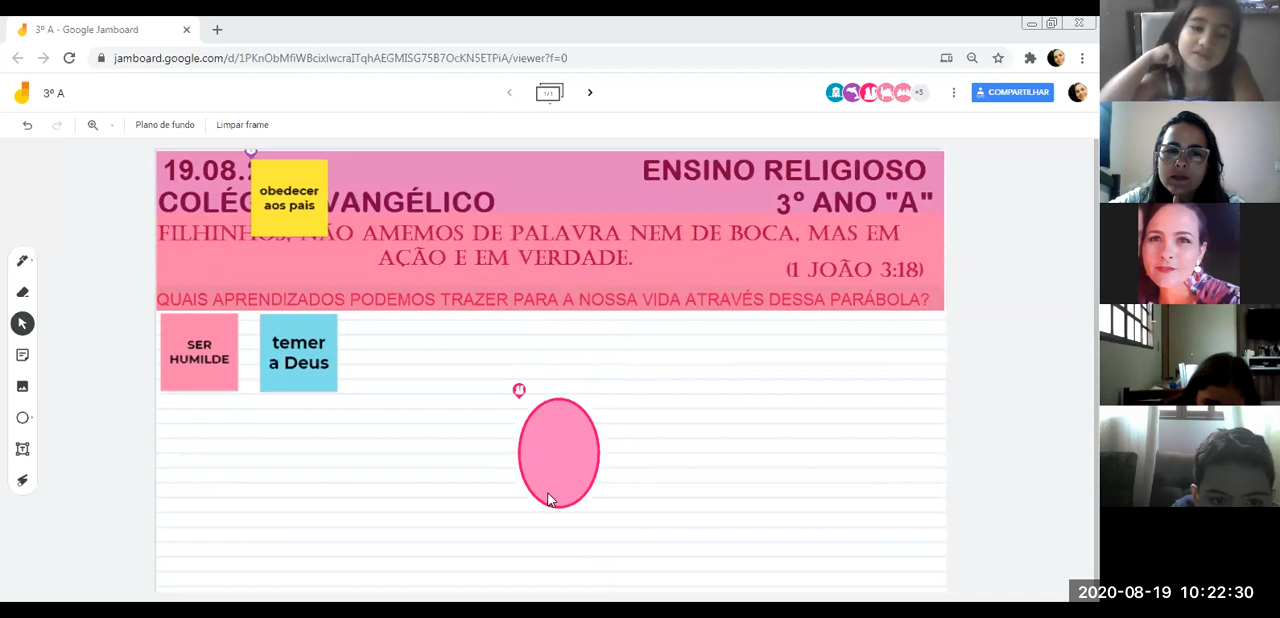 3º A - Google Jamboard
jamboard.google.com/d/1PKnObMfiWBcixlwcraITqhAEGMISG75B7OcKN5ETPiA/viewer?f=0
3º A
1/1
+5
COMPARTILHAR
Plano de fundo
Limpar frame
19.08.
ENSINO RELIGIOSO
obedecer
aos pais
COLÉG VANGÉLICO
3º ANO "A"
FILHINHOS, NÃO AMEMOS DE PALAVRA NEM DE BOCA, MAS EM
AÇÃO E EM VERDADE.
(1 JOÃO 3:18)
QUAIS APRENDIZADOS PODEMOS TRAZER PARA A NOSSA VIDA ATRAVÉS DESSA PARÁBOLA?
SER
HUMILDE
temer
a Deus
2020-08-19 10:22:30